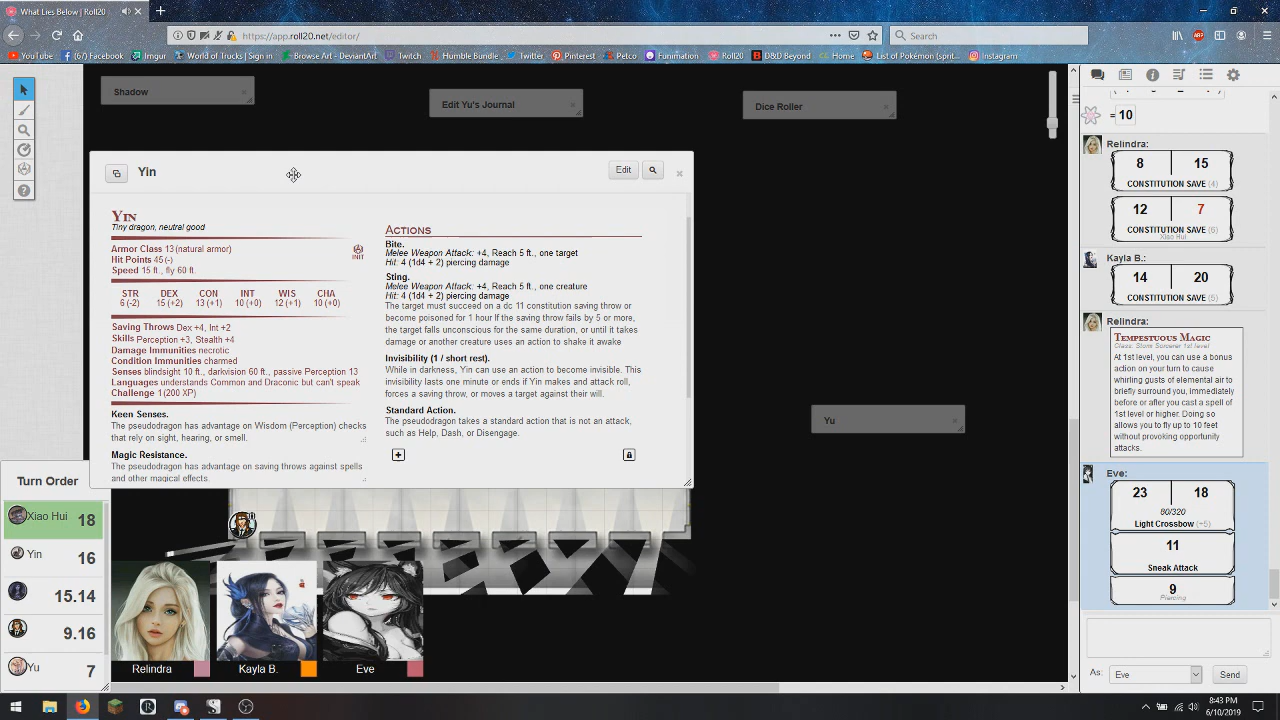 What Lies Below | Roll20
https://app.roll20.net/editor/
Search
YouTube
(2) Facebook
Imgur
World of Trucks | Sign in
Browse Art - DeviantArt
Twitch
Humble Bundle
Twitter
Pinterest
Petco
Funimation
Roll20
D&D Beyond
Home
List of Pokémon (sprit...
Instagram
Shadow
Edit Yu's Journal
Dice Roller
Yin
Edit
Yin
Tiny dragon, neutral good
Armor Class 13 (natural armor)
Hit Points 45 (-)
Speed 15 ft., fly 60 ft.
INIT
STR DEX CON INT WIS CHA
6 (-2) 15 (+2) 13 (+1) 10 (+0) 12 (+1) 10 (+0)
Saving Throws Dex +4, Int +2
Skills Perception +3, Stealth +4
Damage Immunities necrotic
Condition Immunities charmed
Senses blindsight 10 ft., darkvision 60 ft., passive Perception 13
Languages understands Common and Draconic but can't speak
Challenge 1 (200 XP)
Keen Senses.
The pseudodragon has advantage on Wisdom (Perception) checks
that rely on sight, hearing, or smell.
Magic Resistance.
The pseudodragon has advantage on saving throws against spells
and other magical effects.
Actions
Bite.
Melee Weapon Attack: +4, Reach 5 ft., one target
Hit: 4 (1d4 + 2) piercing damage
Sting.
Melee Weapon Attack: +4, Reach 5 ft., one creature
Hit: 4 (1d4 + 2) piercing damage
The target must succeed on a dc 11 constitution saving throw or
become poisoned for 1 hour If the saving throw fails by 5 or more,
the target falls unconscious for the same duration, or until it takes
damage or another creature uses an action to shake it awake
Invisibility (1 / short rest).
While in darkness, Yin can use an action to become invisible. This
invisibility lasts one minute or ends if Yin makes and attack roll,
forces a saving throw, or moves a target against their will.
Standard Action.
The pseudodragon takes a standard action that is not an attack,
such as Help, Dash, or Disengage.
Yu
Turn Order
Xiao Hui 18
Yin 16
15.14
9.16
Yu 7
Relindra
Kayla B.
Eve
= 10
Relindra:
8 15
CONSTITUTION SAVE (4)
12 7
CONSTITUTION SAVE (6)
Xiao Hui
Kayla B.:
14 20
CONSTITUTION SAVE (5)
Relindra:
Tempestuous Magic
Class: Storm Sorcerer 1st level
At 1st level, you can use a bonus
action on your turn to cause
whirling gusts of elemental air to
briefly surround you, immediately
before or after you cast a spell of
1st level or higher. Doing so
allows you to fly up to 10 feet
without provoking opportunity
attacks.
Eve:
23 18
80/320
Light Crossbow (+5)
11
Sneak Attack
9
Piercing
As:
Eve
Send
8:43 PM
6/10/2019